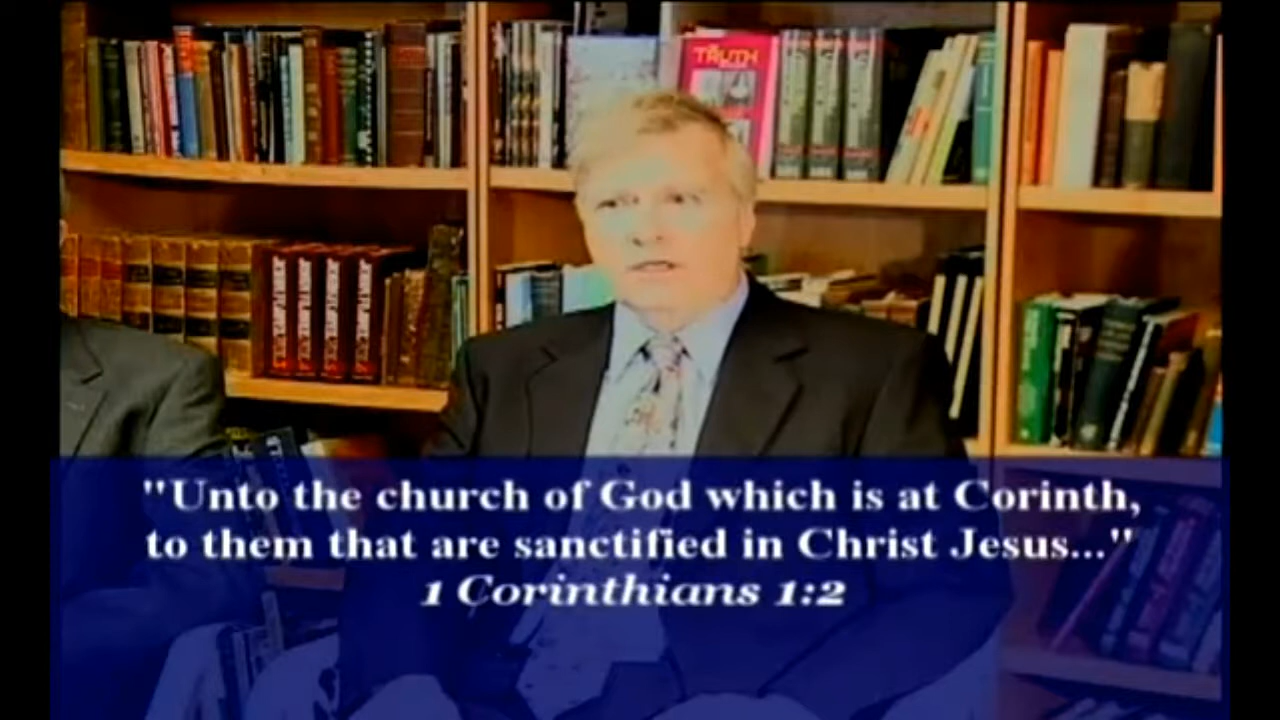 TRUTH
"Unto the church of God which is at Corinth,
to them that are sanctified in Christ Jesus..."
1 Corinthians 1:2